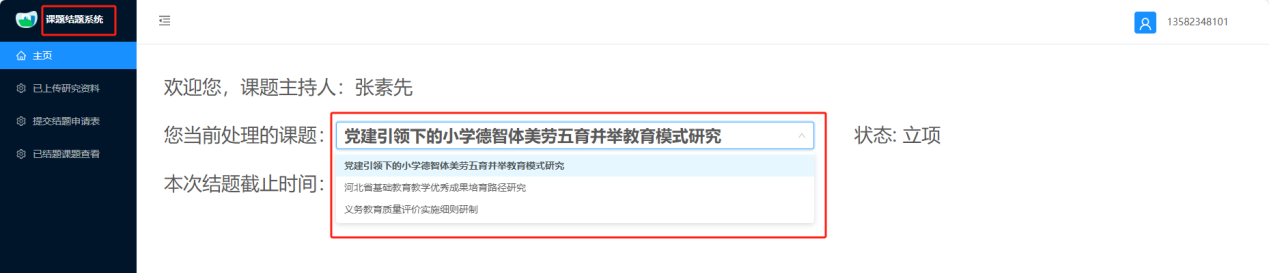 课题结题系统
13582348101
主页
已上传研究资料
提交结题申请表
已结题课题查看
欢迎您，课题主持人：张素先
您当前处理的课题：党建引领下的小学德智体美劳五育并举教育模式研究 状态: 立项
党建引领下的小学德智体美劳五育并举教育模式研究
河北省基础教育教学优秀成果培育路径研究
义务教育质量评价实施细则研制
本次结题截止时间：